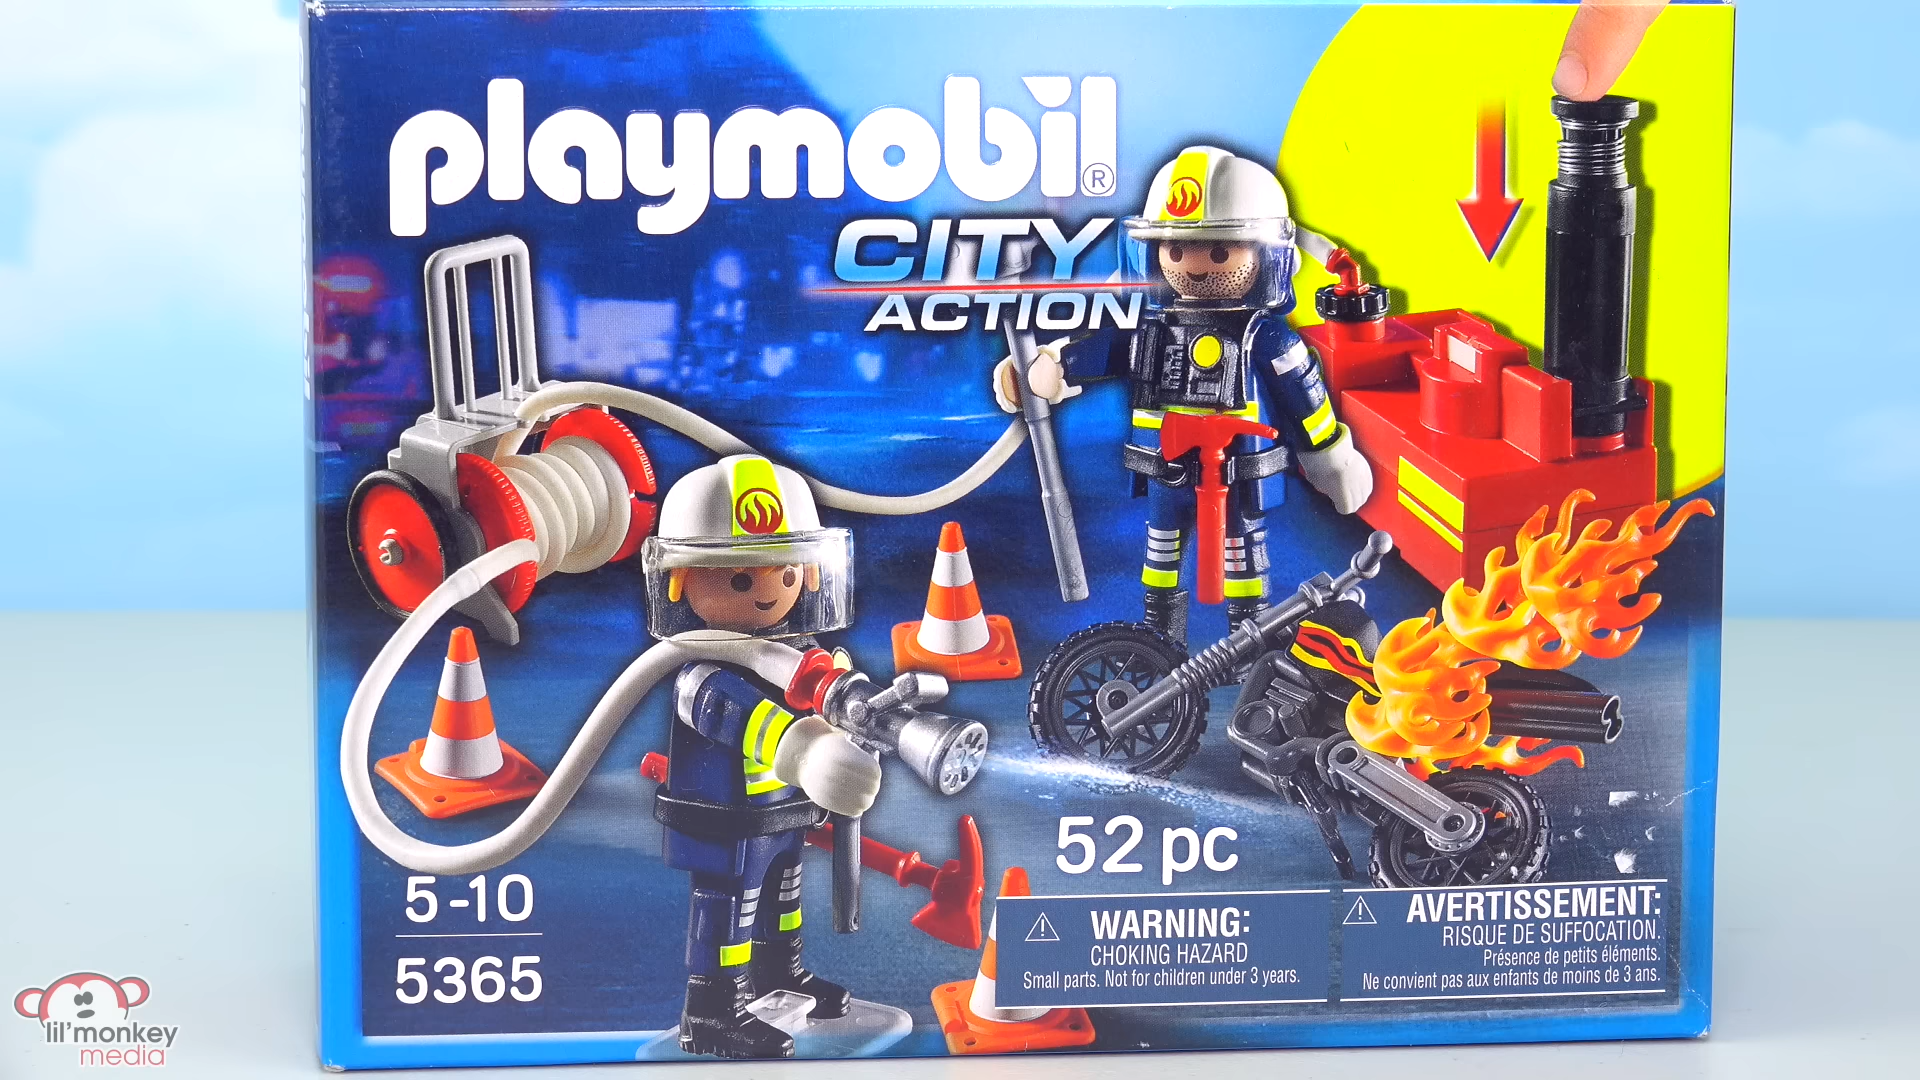 playmobil®
CITY
ACTION
52 pc
5-10
5365
WARNING:
CHOKING HAZARD
Small parts. Not for children under 3 years.
AVERTISSEMENT:
RISQUE DE SUFFOCATION.
Présence de petits éléments.
Ne convient pas aux enfants de moins de 3 ans.
lil'monkey
media